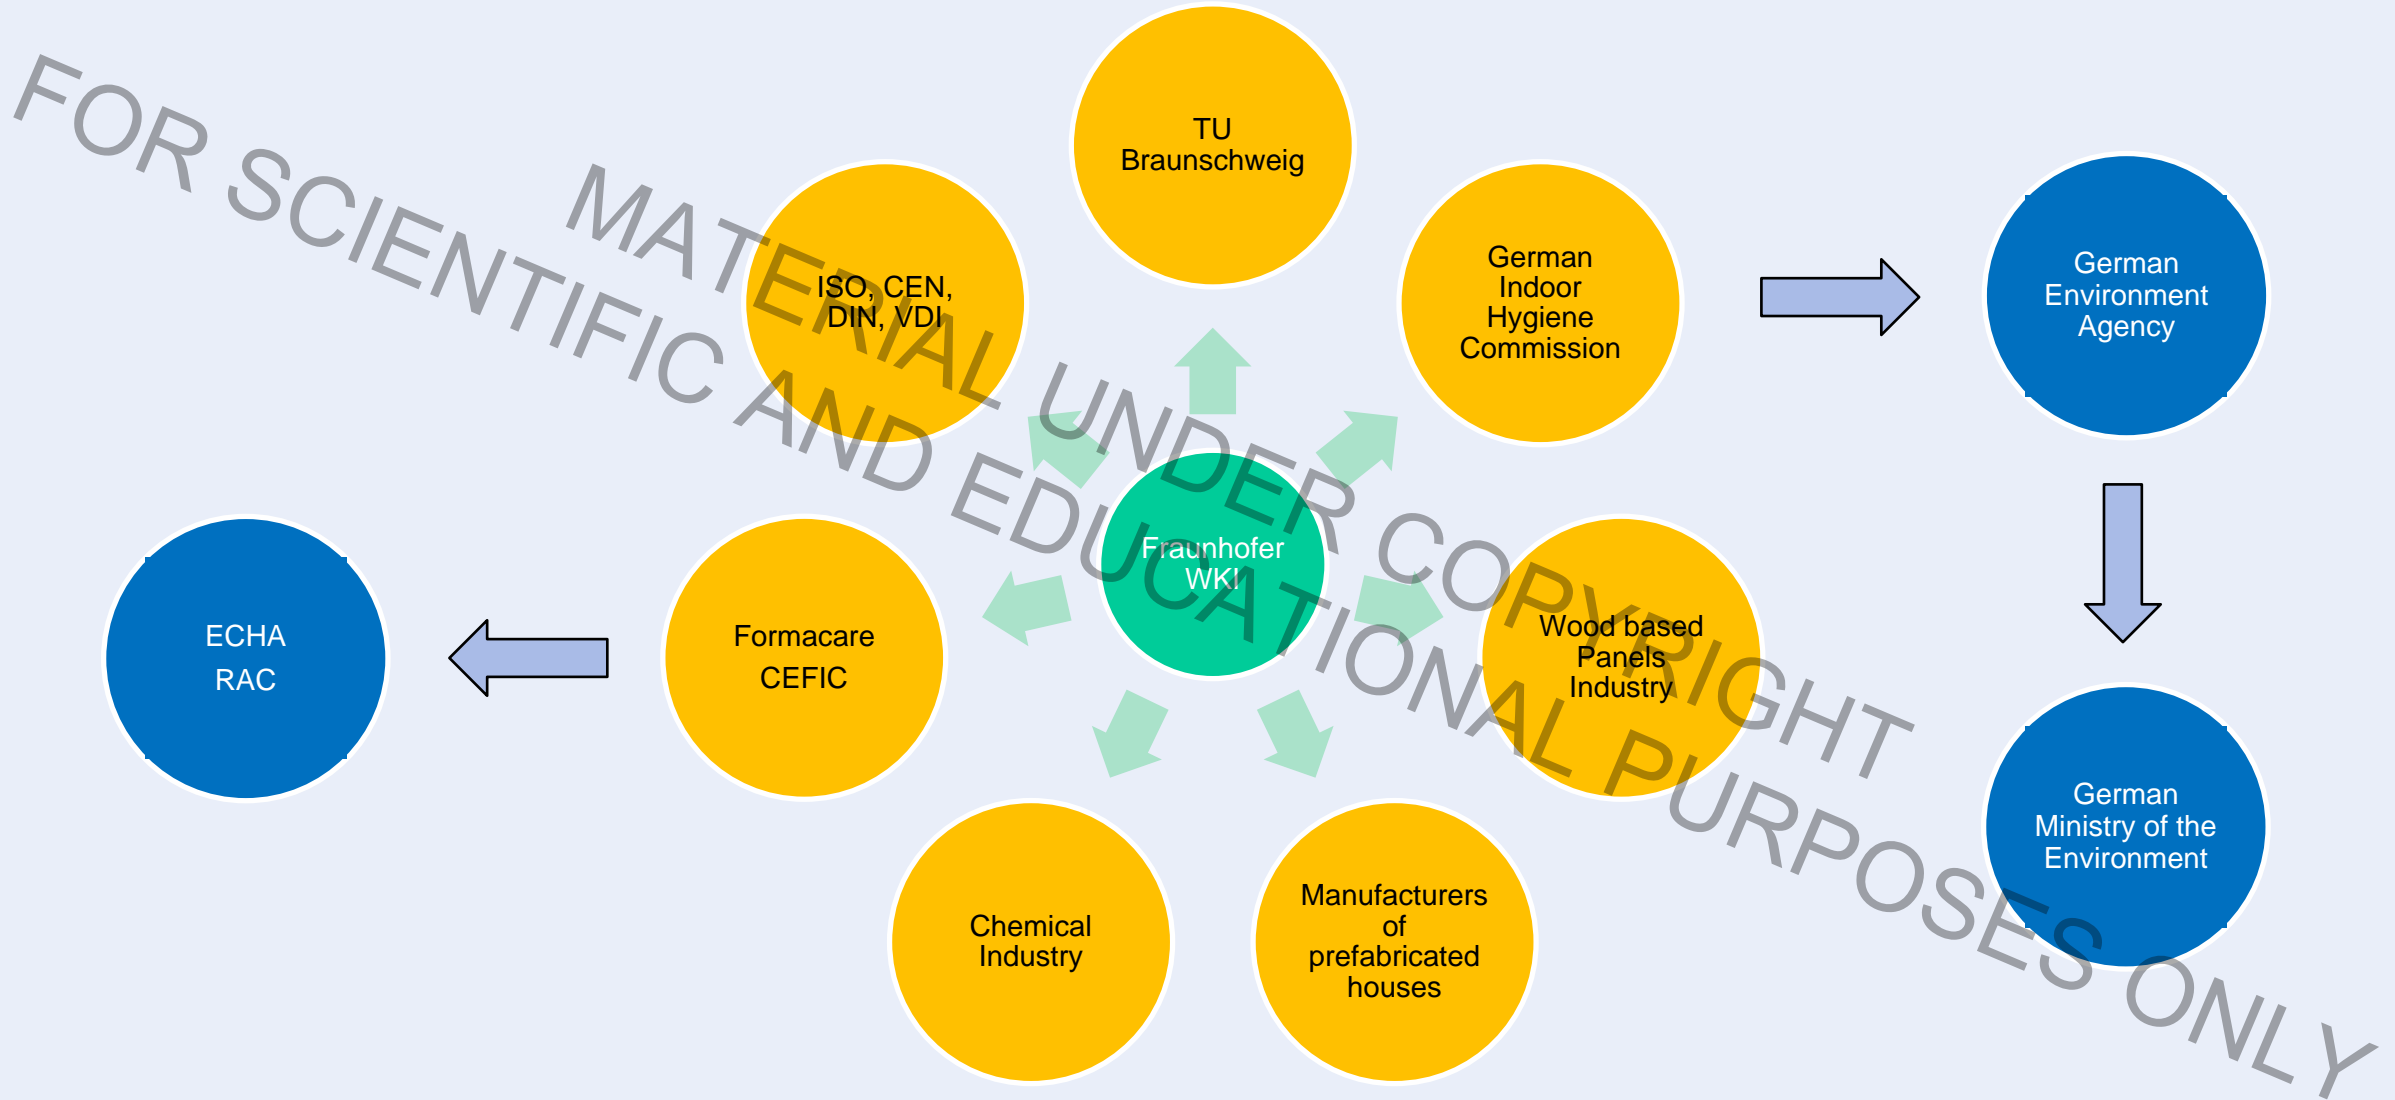 TU
Braunschweig
ISO, CEN,
DIN, VDI
German
Indoor
Hygiene
Commission
German
Environment
Agency
Fraunhofer
WKI
ECHA
RAC
Formacare
CEFIC
Wood based
Panels
Industry
German
Ministry of the
Environment
Chemical
Industry
Manufacturers
of
prefabricated
houses
MATERIAL UNDER COPYRIGHT
FOR SCIENTIFIC AND EDUCATIONAL PURPOSES ONLY